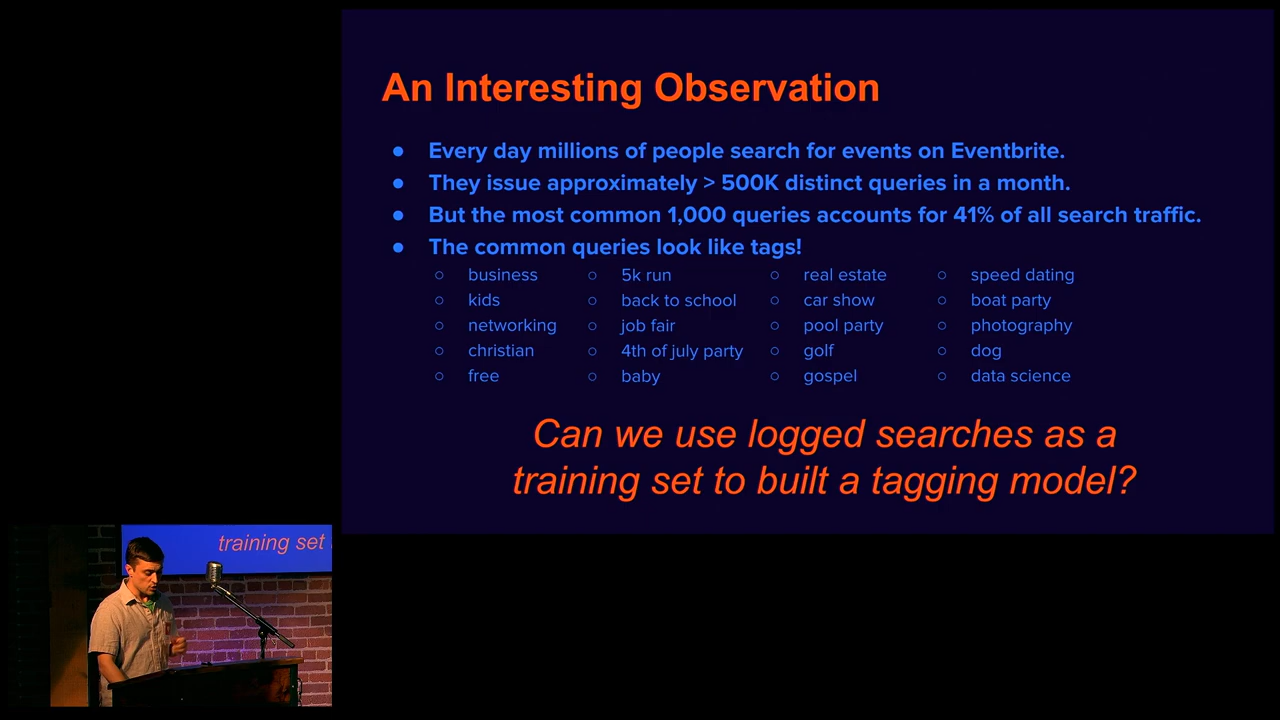 An Interesting Observation
● Every day millions of people search for events on Eventbrite.
● They issue approximately > 500K distinct queries in a month.
● But the most common 1,000 queries accounts for 41% of all search traffic.
● The common queries look like tags!
○ business ○ 5k run ○ real estate ○ speed dating
○ kids ○ back to school ○ car show ○ boat party
○ networking ○ job fair ○ pool party ○ photography
○ christian ○ 4th of july party ○ golf ○ dog
○ free ○ baby ○ gospel ○ data science
Can we use logged searches as a
training set to built a tagging model?
training set